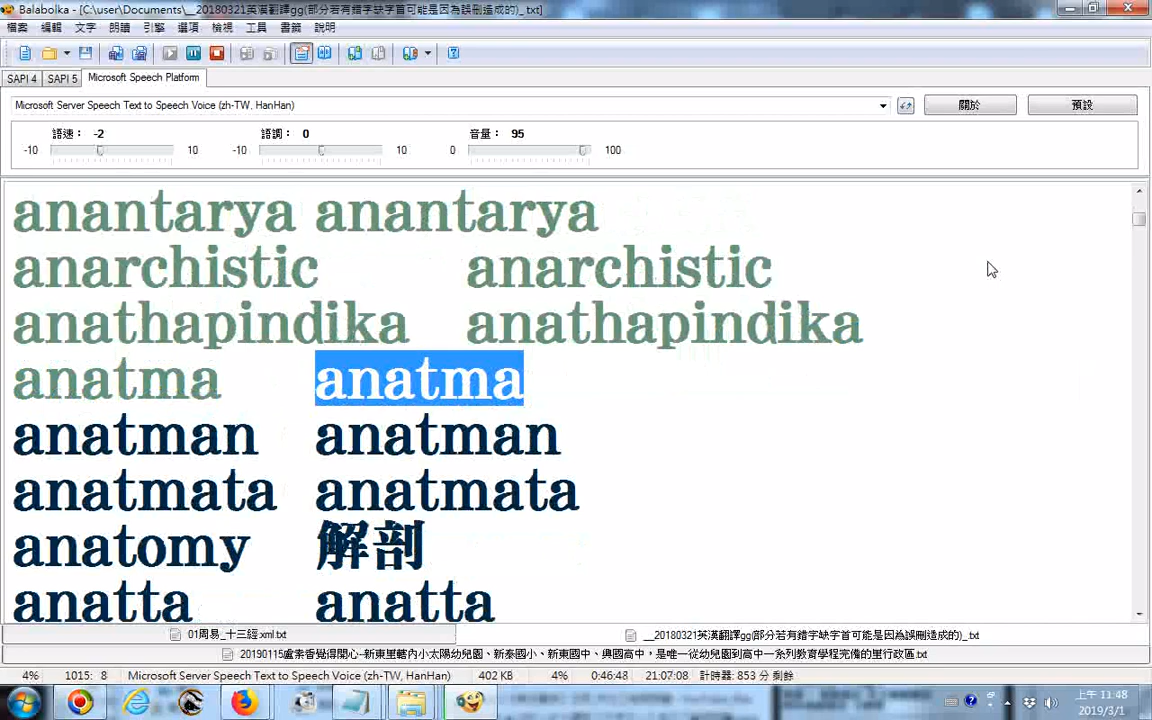 Balabolka - [C:\user\Documents\__20180321英漢翻譯gg(部分若有錯字缺字首可能是因為誤刪造成的)_.txt]
檔案 編輯 文字 朗讀 引擎 選項 檢視 工具 書籤 說明
SAPI 4 SAPI 5 Microsoft Speech Platform
Microsoft Server Speech Text to Speech Voice (zh-TW, HanHan) 關於 預設
語速： -2 語調： 0 音量： 95
-10 10 -10 10 0 100
anantarya anantarya
anarchistic anarchistic
anathapindika anathapindika
anatma anatma
anatman anatman
anatmata anatmata
anatomy 解剖
anatta anatta
01周易_十三經.xml.txt __20180321英漢翻譯gg(部分若有錯字缺字首可能是因為誤刪造成的)_.txt
20190115盧素香覺得開心-新東里轄內小太陽幼兒園、新泰國小、新東國中、興國高中，是唯一從幼兒園到高中一系列教育學程完備的里行政區.txt
4% 1015: 8 Microsoft Server Speech Text to Speech Voice (zh-TW, HanHan) 402 KB 4% 0:46:48 21:07:08 計時器: 853 分 剩餘
上午 11:48
2019/3/1